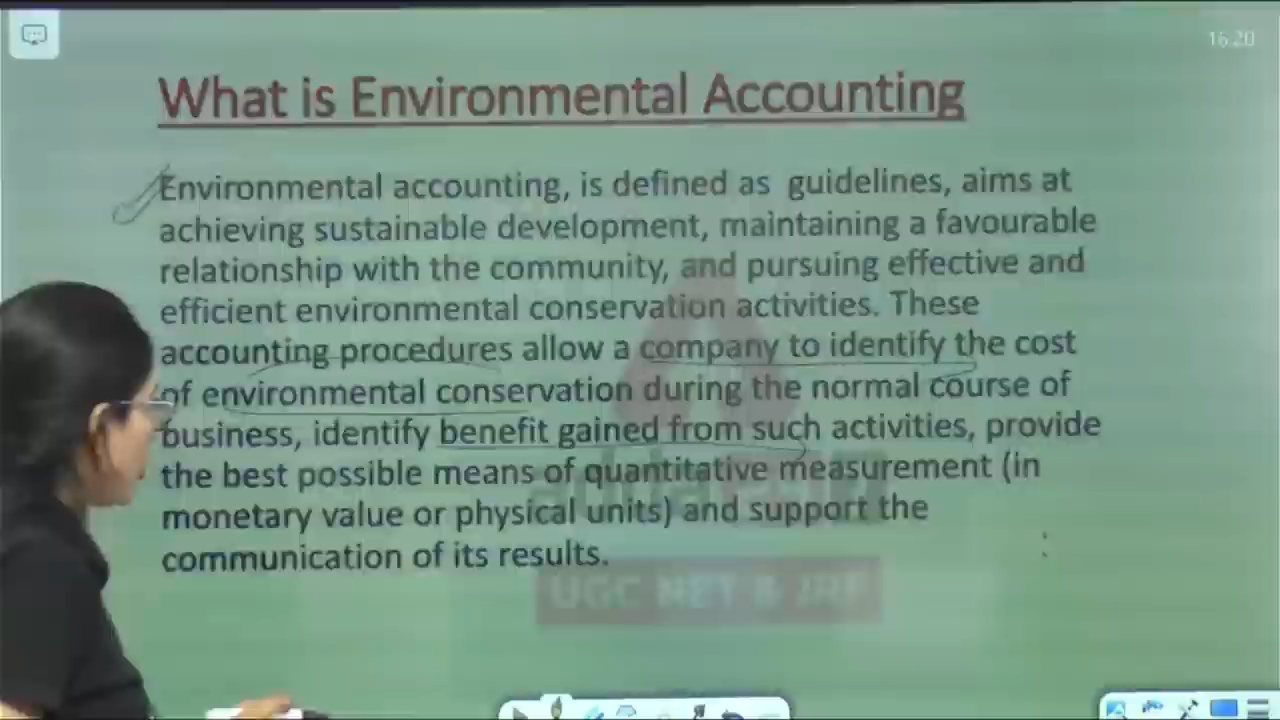 16:20
What is Environmental Accounting
Environmental accounting, is defined as guidelines, aims at
achieving sustainable development, maintaining a favourable
relationship with the community, and pursuing effective and
efficient environmental conservation activities. These
accounting procedures allow a company to identify the cost
of environmental conservation during the normal course of
business, identify benefit gained from such activities, provide
the best possible means of quantitative measurement (in
monetary value or physical units) and support the
communication of its results.
UGC NET & JRF